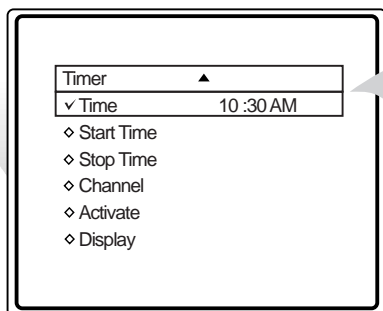 Timer ▲
✓ Time 10 :30 AM
◇ Start Time
◇ Stop Time
◇ Channel
◇ Activate
◇ Display